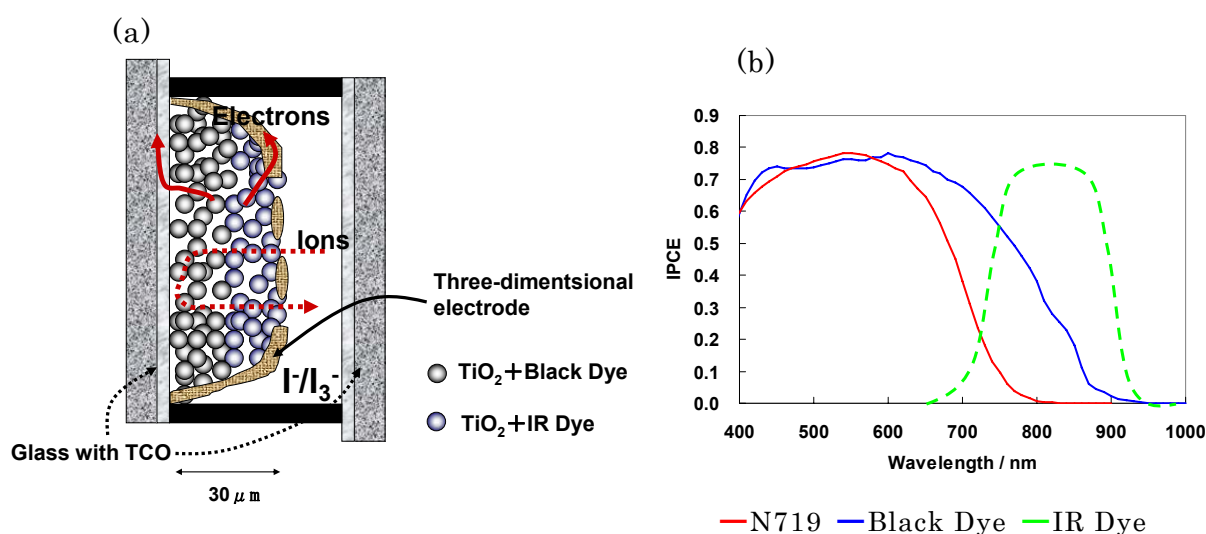 (a)
Electrons
Ions
Three-dimentsional
electrode
I⁻/I₃⁻
TiO₂+Black Dye
TiO₂+IR Dye
Glass with TCO
30μm
(b)
IPCE
0.9
0.8
0.7
0.6
0.5
0.4
0.3
0.2
0.1
0.0
400 500 600 700 800 900 1000
Wavelength / nm
N719 Black Dye IR Dye